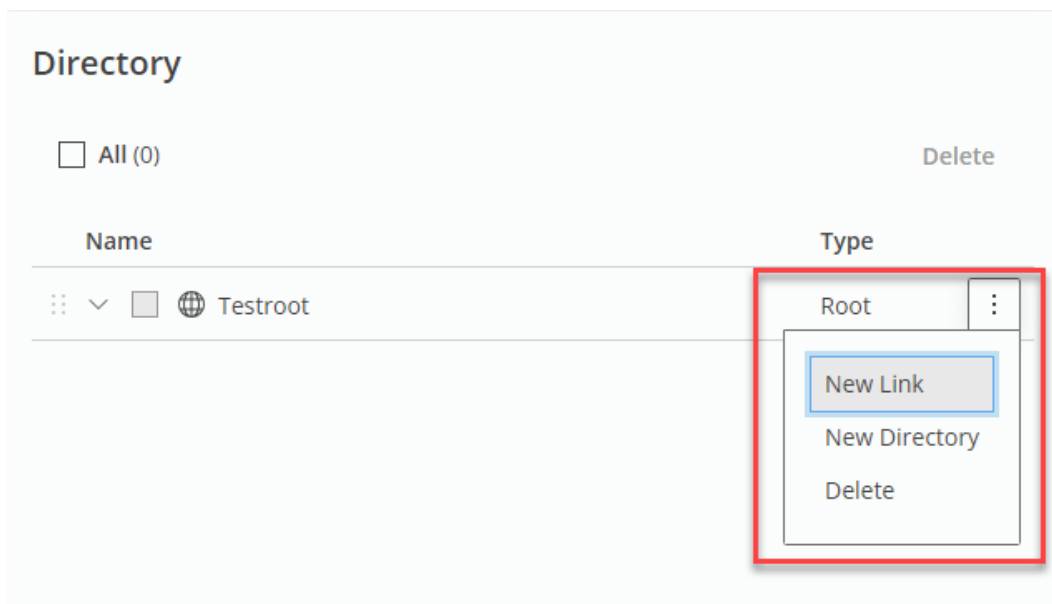 Directory
All (0) Delete
Name Type
Testroot Root
New Link
New Directory
Delete